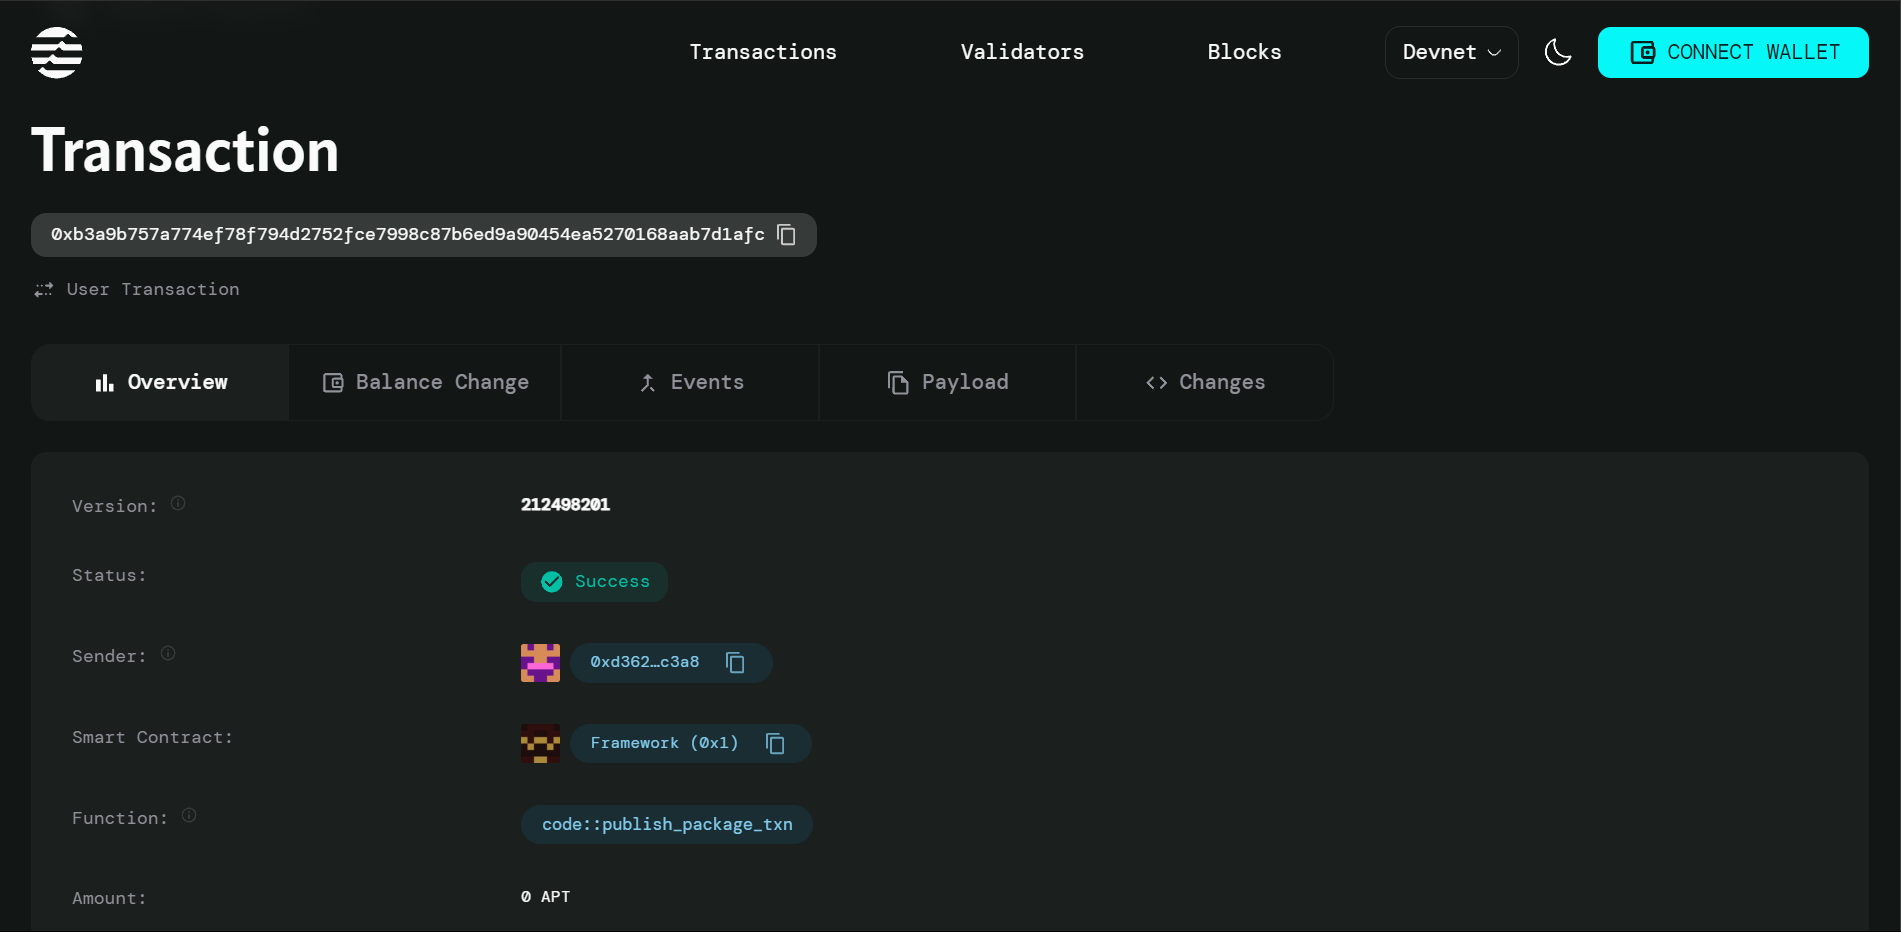 Transactions Validators Blocks Devnet CONNECT WALLET
Transaction
0xb3a9b757a774ef78f794d2752fce7998c87b6ed9a90454ea5270168aab7d1afc
User Transaction
Overview Balance Change Events Payload Changes
Version: 212498201
Status: Success
Sender: 0xd362…c3a8
Smart Contract: Framework (0x1)
Function: code::publish_package_txn
Amount: 0 APT